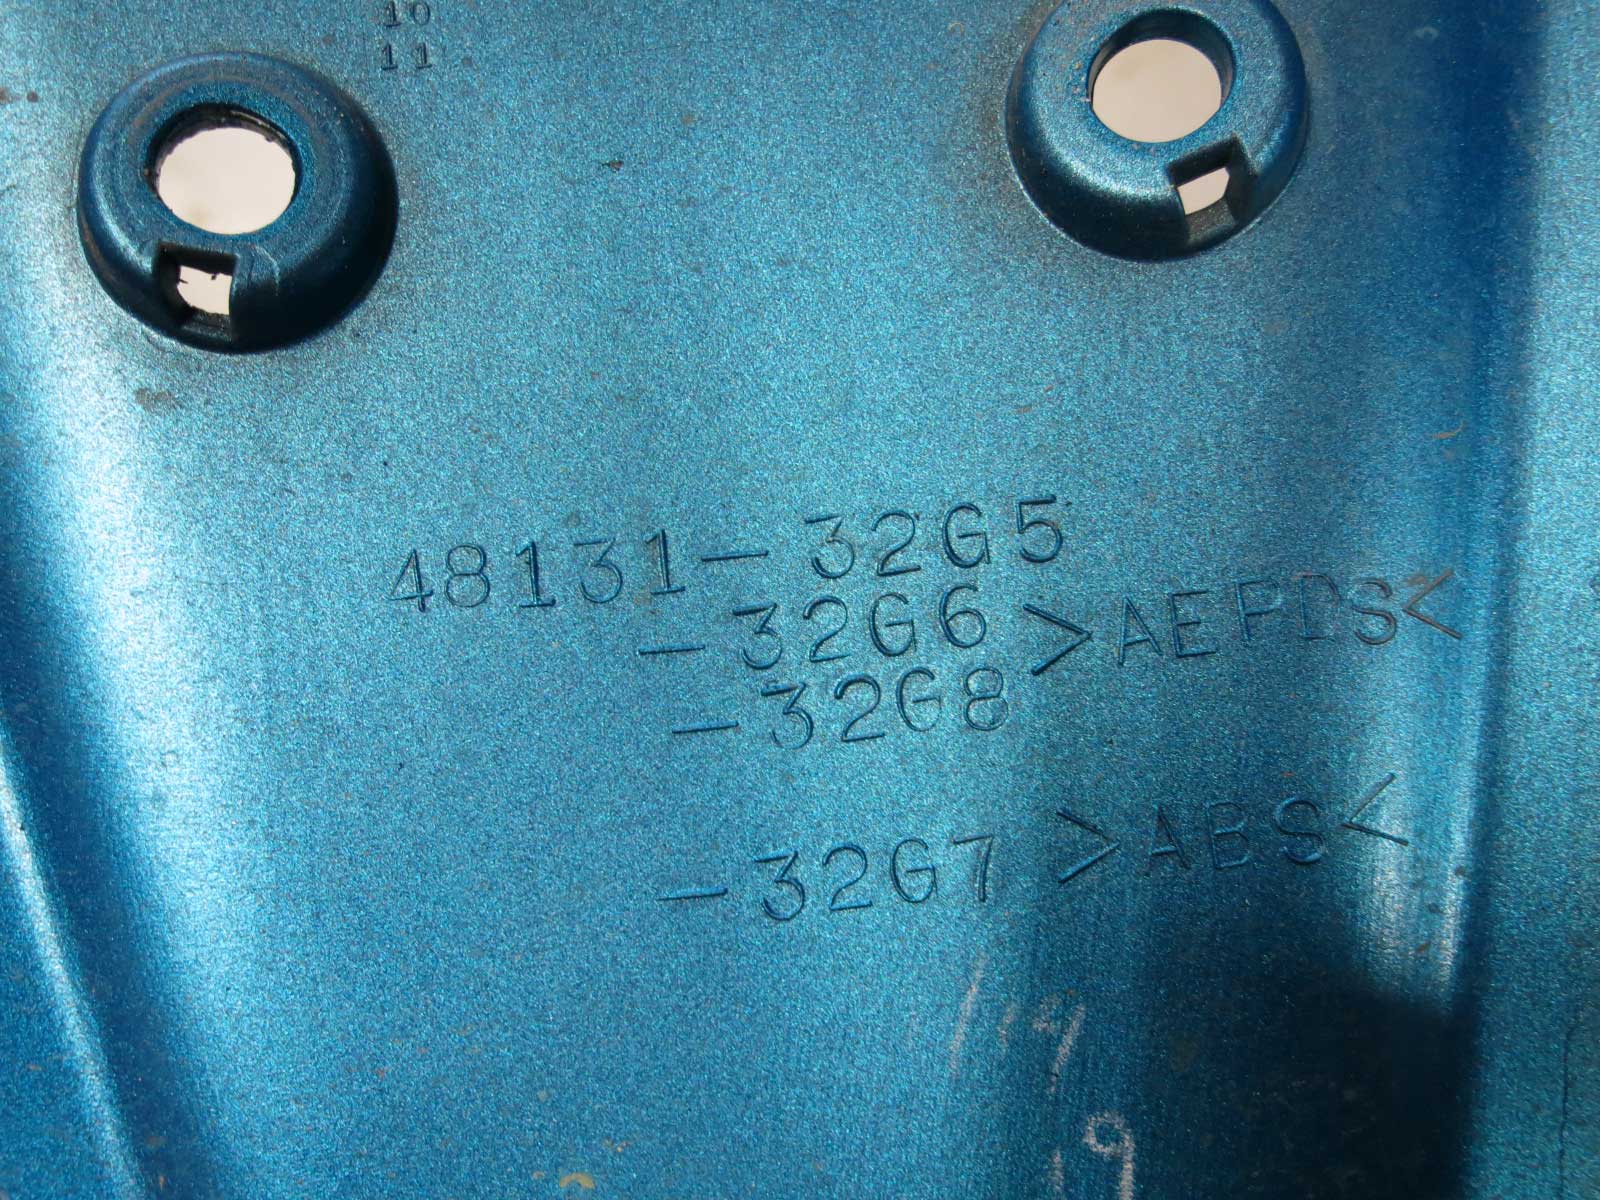 10
11
48131-32G5
-32G6 >AEPDS<
-32G8
-32G7 >ABS<